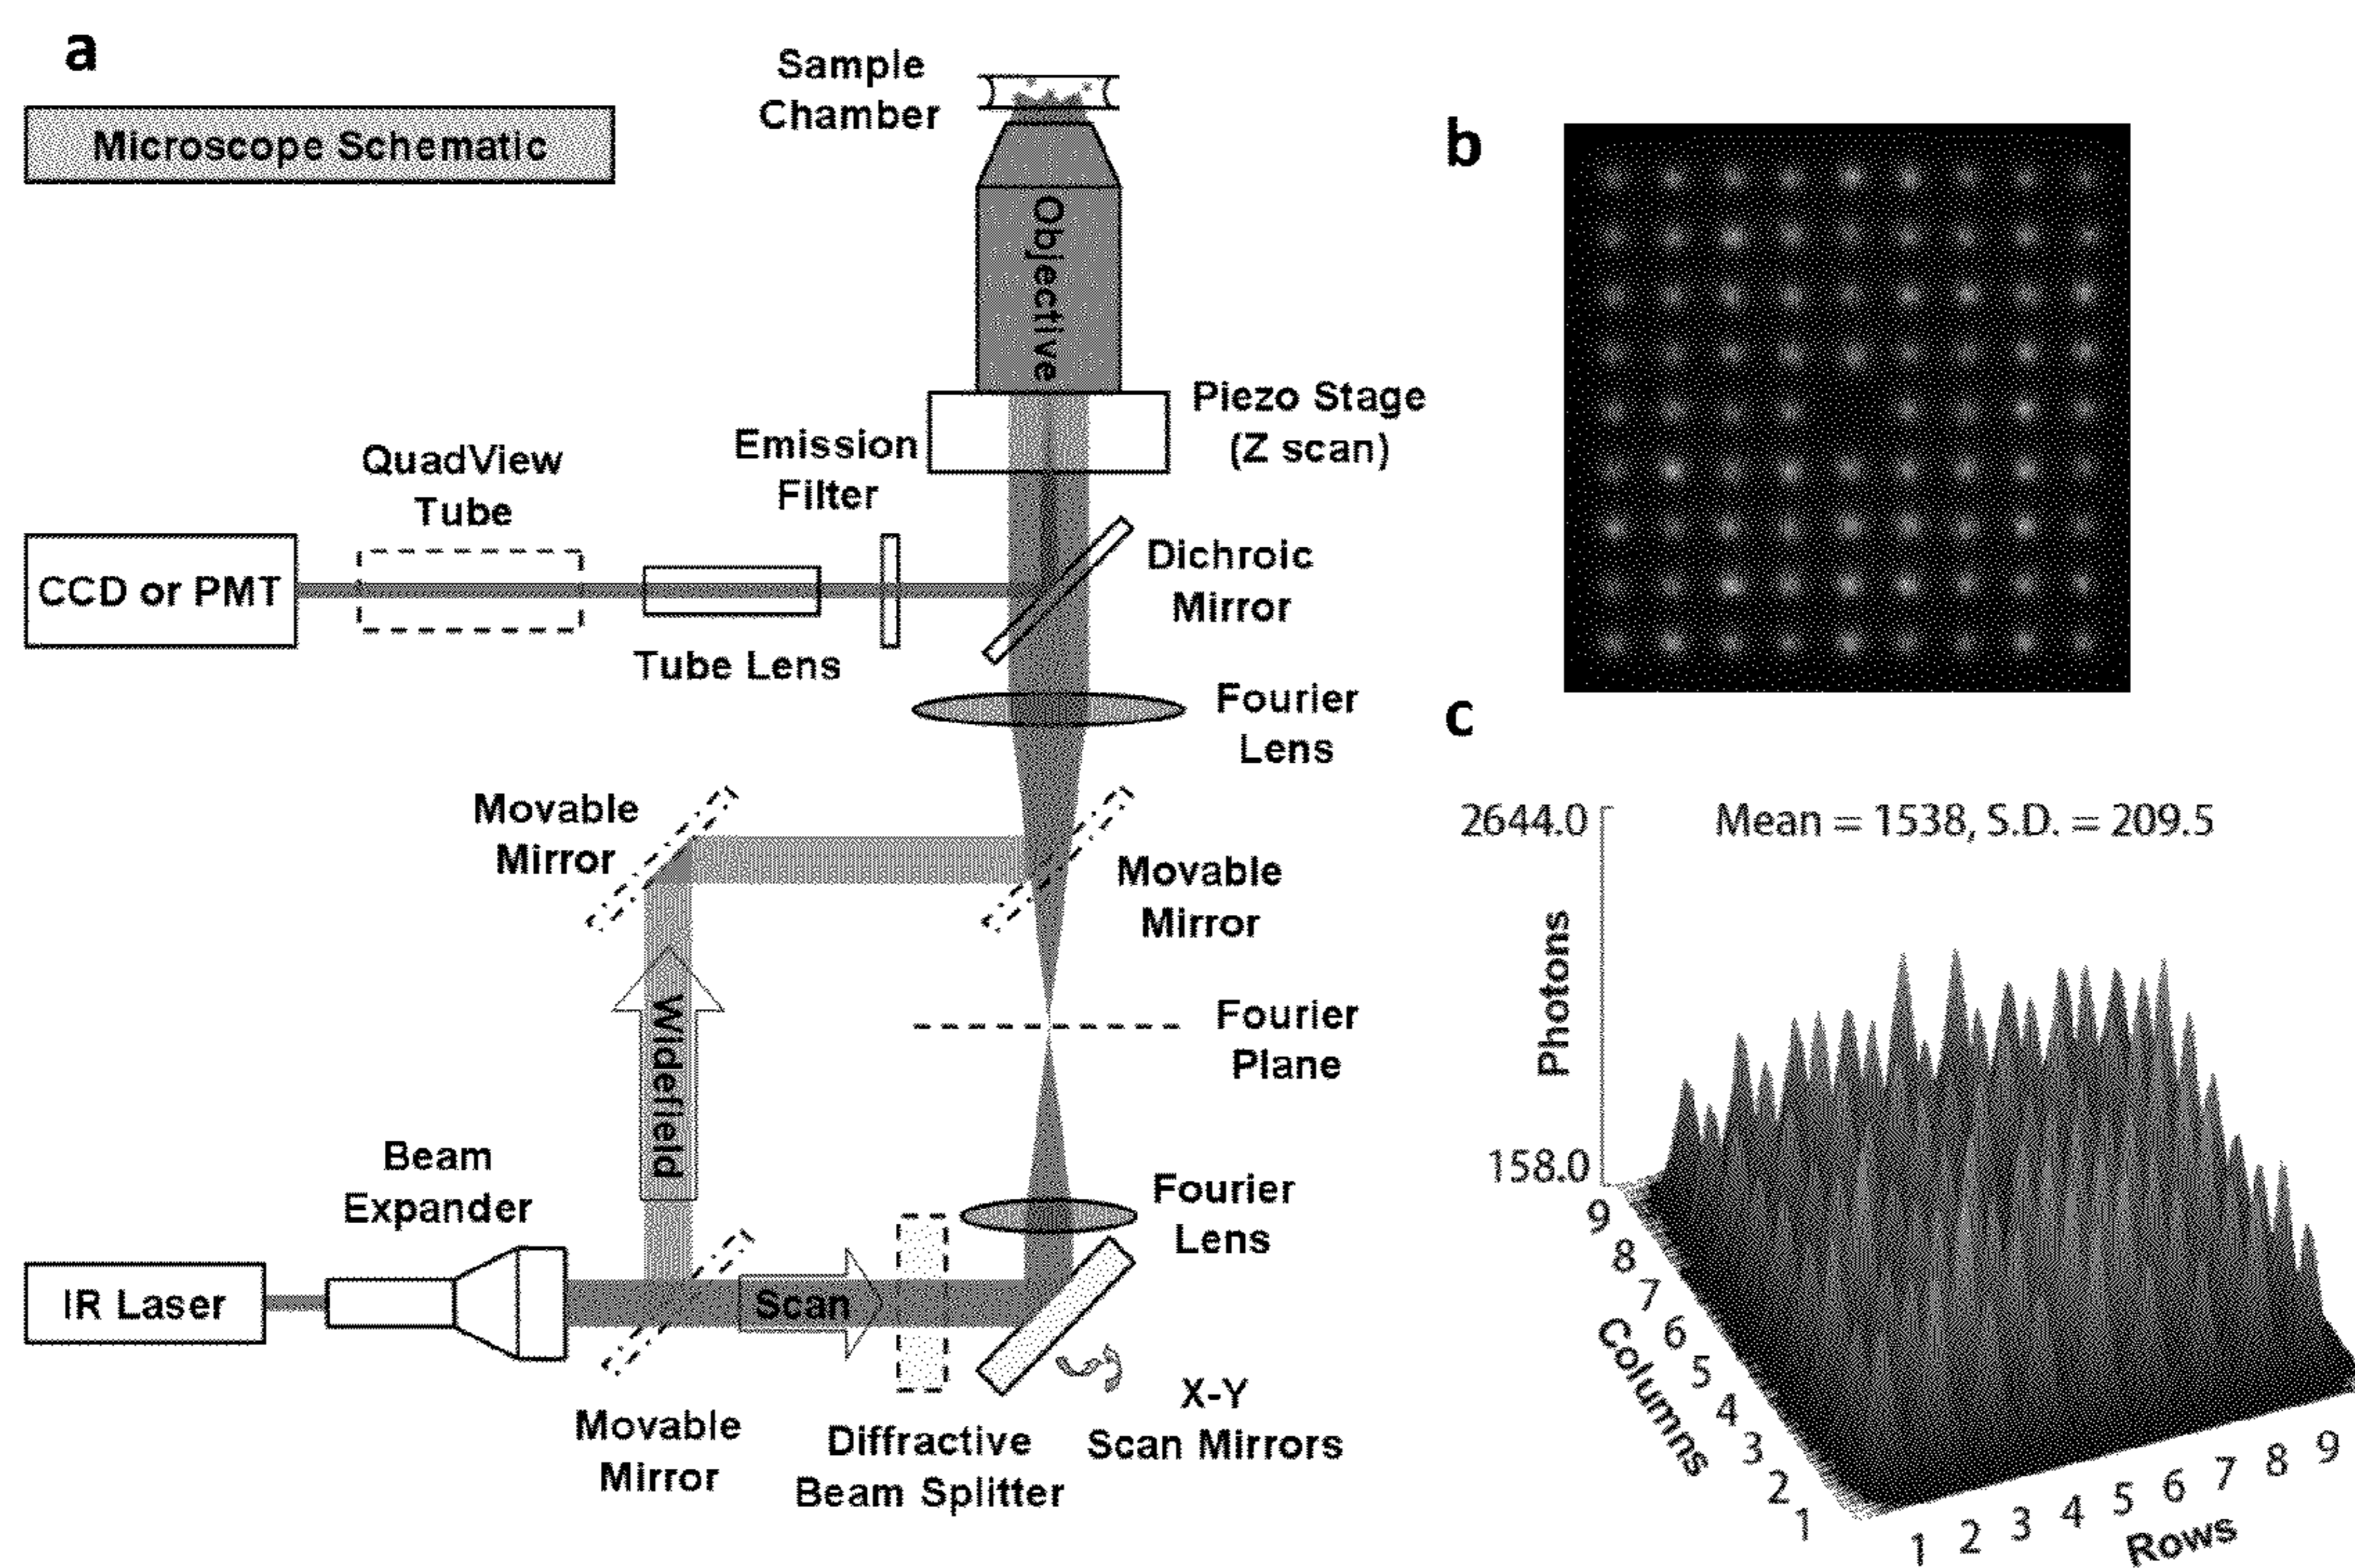 a
Microscope Schematic
Sample
Chamber
Objective
Piezo Stage
(Z scan)
Emission
Filter
QuadView
Tube
CCD or PMT
Dichroic
Mirror
Tube Lens
Fourier
Lens
Movable
Mirror
Movable
Mirror
Widefield
Fourier
Plane
Beam
Expander
Fourier
Lens
IR Laser
Scan
X-Y
Scan Mirrors
Movable
Mirror
Diffractive
Beam Splitter
b
c
2644.0
Mean = 1538, S.D. = 209.5
Photons
158.0
9
8
7
6
5
4
3
2
1
Columns
1 2 3 4 5 6 7 8 9
Rows